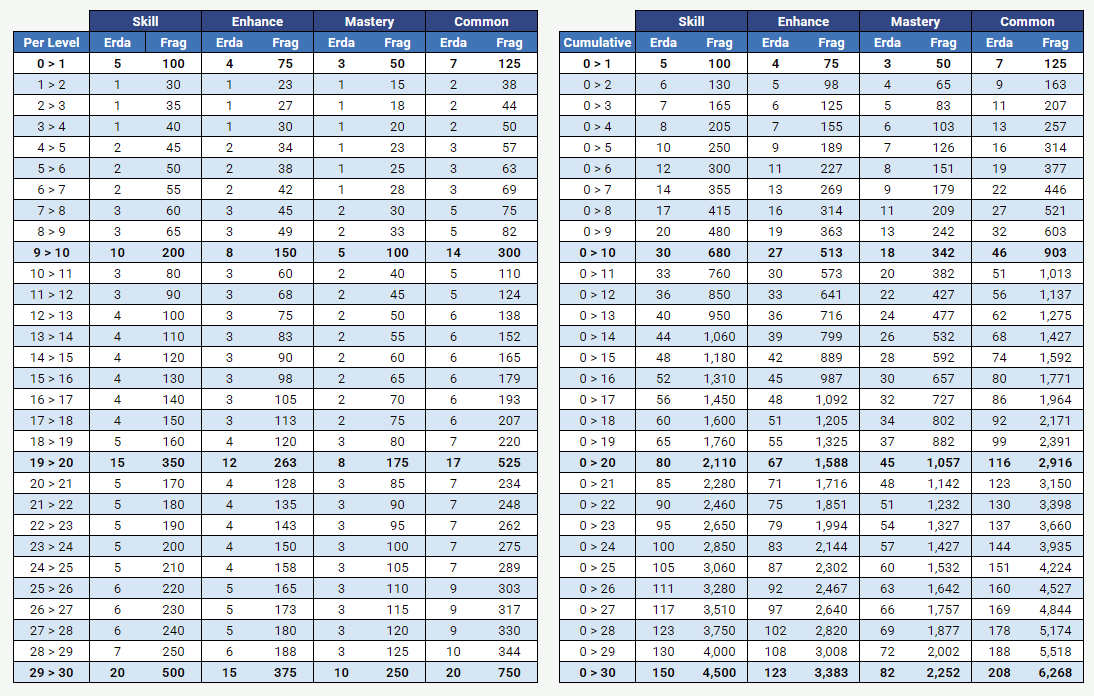 Skill Enhance Mastery Common Skill Enhance Mastery Common
Per Level Erda Frag Erda Frag Erda Frag Erda Frag Cumulative Erda Frag Erda Frag Erda Frag Erda Frag
0 > 1 5 100 4 75 3 50 7 125 0 > 1 5 100 4 75 3 50 7 125
1 > 2 1 30 1 23 1 15 2 38 0 > 2 6 130 5 98 4 65 9 163
2 > 3 1 35 1 27 1 18 2 44 0 > 3 7 165 6 125 5 83 11 207
3 > 4 1 40 1 30 1 20 2 50 0 > 4 8 205 7 155 6 103 13 257
4 > 5 2 45 2 34 1 23 3 57 0 > 5 10 250 9 189 7 126 16 314
5 > 6 2 50 2 38 1 25 3 63 0 > 6 12 300 11 227 8 151 19 377
6 > 7 2 55 2 42 1 28 3 69 0 > 7 14 355 13 269 9 179 22 446
7 > 8 3 60 3 45 2 30 5 75 0 > 8 17 415 16 314 11 209 27 521
8 > 9 3 65 3 49 2 33 5 82 0 > 9 20 480 19 363 13 242 32 603
9 > 10 10 200 8 150 5 100 14 300 0 > 10 30 680 27 513 18 342 46 903
10 > 11 3 80 3 60 2 40 5 110 0 > 11 33 760 30 573 20 382 51 1,013
11 > 12 3 90 3 68 2 45 5 124 0 > 12 36 850 33 641 22 427 56 1,137
12 > 13 4 100 3 75 2 50 6 138 0 > 13 40 950 36 716 24 477 62 1,275
13 > 14 4 110 3 83 2 55 6 152 0 > 14 44 1,060 39 799 26 532 68 1,427
14 > 15 4 120 3 90 2 60 6 165 0 > 15 48 1,180 42 889 28 592 74 1,592
15 > 16 4 130 3 98 2 65 6 179 0 > 16 52 1,310 45 987 30 657 80 1,771
16 > 17 4 140 3 105 2 70 6 193 0 > 17 56 1,450 48 1,092 32 727 86 1,964
17 > 18 4 150 3 113 2 75 6 207 0 > 18 60 1,600 51 1,205 34 802 92 2,171
18 > 19 5 160 4 120 3 80 7 220 0 > 19 65 1,760 55 1,325 37 882 99 2,391
19 > 20 15 350 12 263 8 175 17 525 0 > 20 80 2,110 67 1,588 45 1,057 116 2,916
20 > 21 5 170 4 128 3 85 7 234 0 > 21 85 2,280 71 1,716 48 1,142 123 3,150
21 > 22 5 180 4 135 3 90 7 248 0 > 22 90 2,460 75 1,851 51 1,232 130 3,398
22 > 23 5 190 4 143 3 95 7 262 0 > 23 95 2,650 79 1,994 54 1,327 137 3,660
23 > 24 5 200 4 150 3 100 7 275 0 > 24 100 2,850 83 2,144 57 1,427 144 3,935
24 > 25 5 210 4 158 3 105 7 289 0 > 25 105 3,060 87 2,302 60 1,532 151 4,224
25 > 26 6 220 5 165 3 110 9 303 0 > 26 111 3,280 92 2,467 63 1,642 160 4,527
26 > 27 6 230 5 173 3 115 9 317 0 > 27 117 3,510 97 2,640 66 1,757 169 4,844
27 > 28 6 240 5 180 3 120 9 330 0 > 28 123 3,750 102 2,820 69 1,877 178 5,174
28 > 29 7 250 6 188 3 125 10 344 0 > 29 130 4,000 108 3,008 72 2,002 188 5,518
29 > 30 20 500 15 375 10 250 20 750 0 > 30 150 4,500 123 3,383 82 2,252 208 6,268